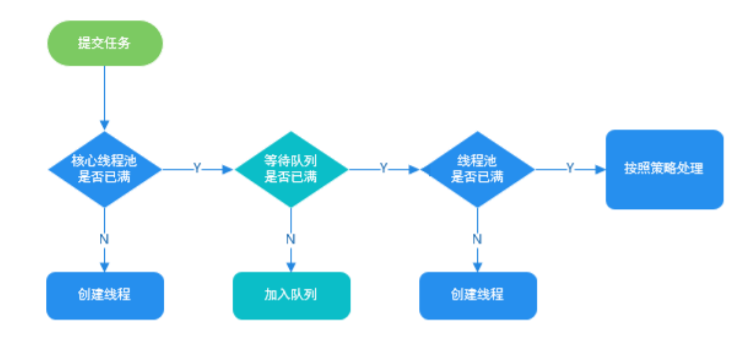 提交任务
核心线程池
是否已满
Y
等待队列
是否已满
Y
线程池
是否已满
Y
按照策略处理
N
N
N
创建线程
加入队列
创建线程